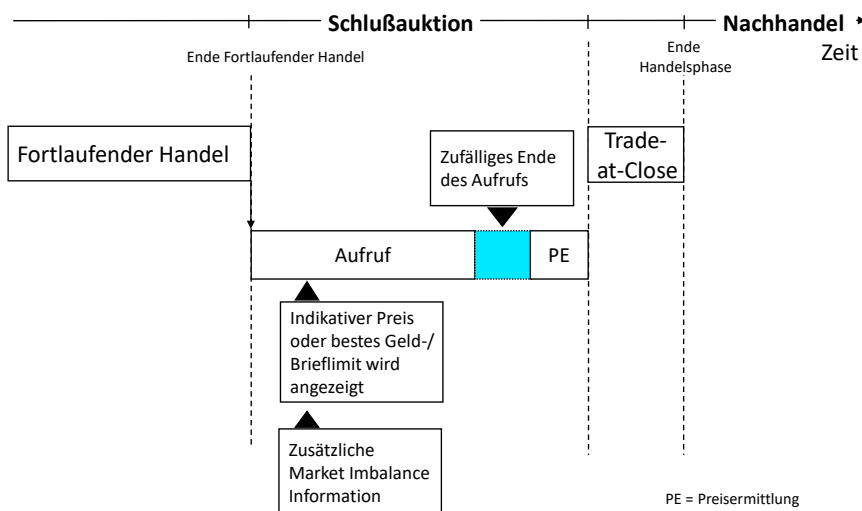 Schlußauktion
Nachhandel
Zeit
Ende Fortlaufender Handel
Ende
Handelsphase
Fortlaufender Handel
Zufälliges Ende
des Aufrufs
Trade-
at-Close
Aufruf
PE
Indikativer Preis
oder bestes Geld-/
Brieflimit wird
angezeigt
Zusätzliche
Market Imbalance
Information
PE = Preisermittlung